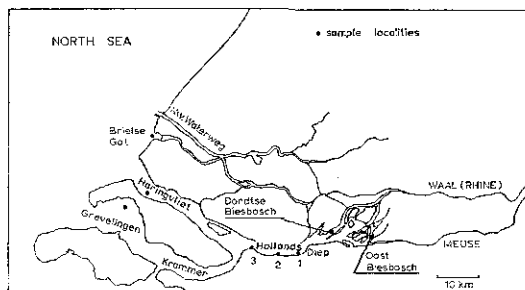 NORTH SEA
• sample localities
Nw Waterweg
Brielse
Gat
Haringvliet
Dordtse
Biesbosch
WAAL (RHINE)
Grevelingen
Hollands
Diep
MEUSE
Krammer
3 2 1
Oost
Biesbosch
10 km